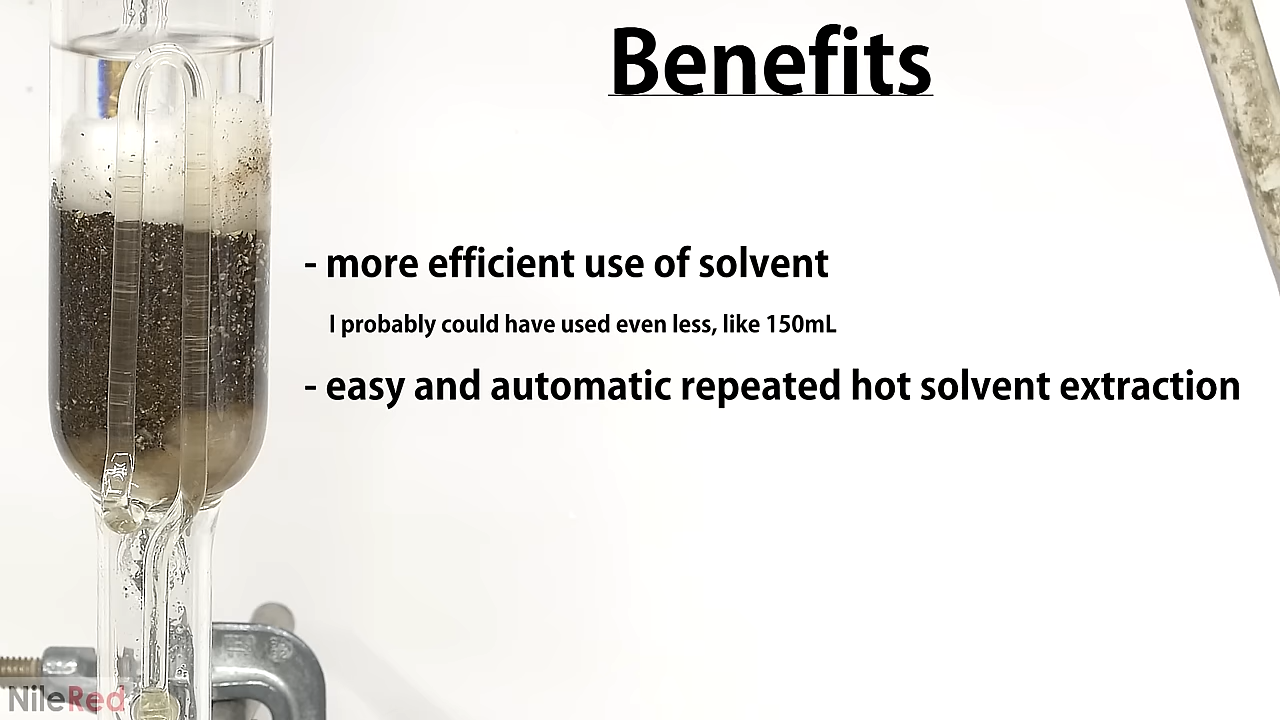 Benefits
- more efficient use of solvent
I probably could have used even less, like 150mL
- easy and automatic repeated hot solvent extraction
NileRed